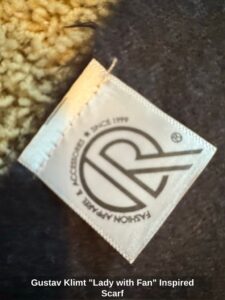 FASHION APPAREL & ACCESSORIES ★ SINCE 1999
R
®
Gustav Klimt "Lady with Fan" Inspired
Scarf